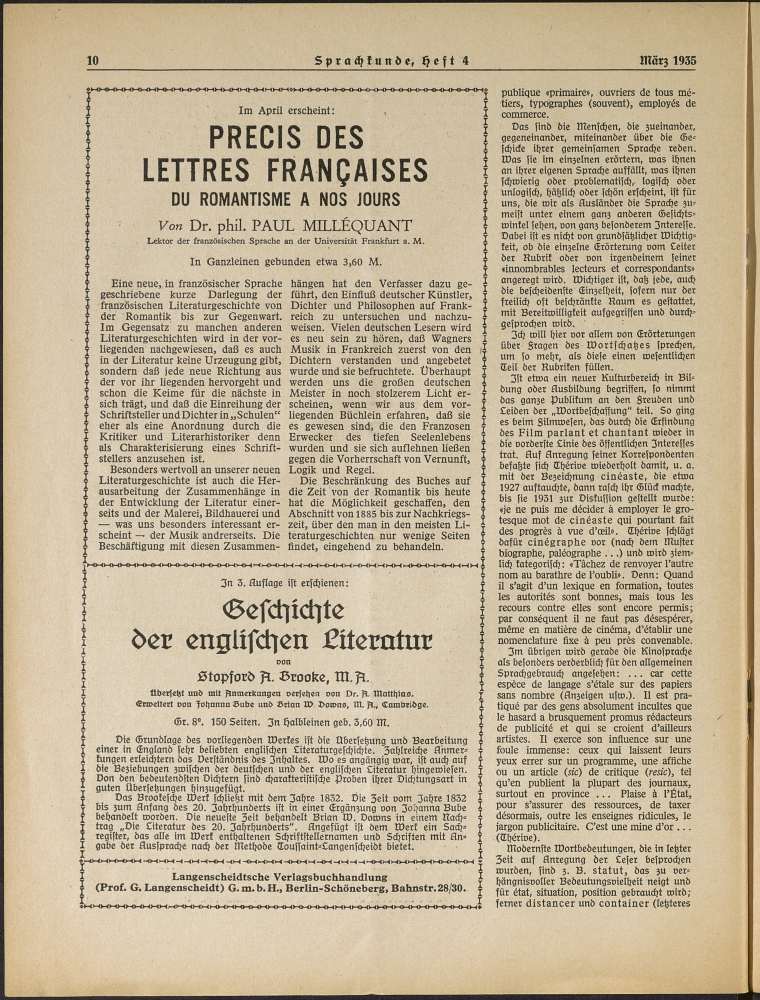 10
Sprachkunde, Heft 4
März 1935
Im April erscheint:
PRECIS DES
LETTRES FRANÇAISES
DU ROMANTISME A NOS JOURS
Von Dr. phil. PAUL MILLÉQUANT
Lektor der französischen Sprache an der Universität Frankfurt a. M.
In Ganzleinen gebunden etwa 3,60 M.
Eine neue, in französischer Sprache
geschriebene kurze Darlegung der
französischen Literaturgeschichte von
der Romantik bis zur Gegenwart.
Im Gegensatz zu manchen anderen
Literaturgeschichten wird in der vor-
liegenden nachgewiesen, daß es auch
in der Literatur keine Urzeugung gibt,
sondern daß jede neue Richtung aus
der vor ihr liegenden hervorgeht und
schon die Keime für die nächste in
sich trägt, und daß die Einreihung der
Schriftsteller und Dichter in „Schulen“
eher als eine Anordnung durch die
Kritiker und Literarhistoriker denn
als Charakterisierung eines Schrift-
stellers anzusehen ist.
Besonders wertvoll an unserer neuen
Literaturgeschichte ist auch die Her-
ausarbeitung der Zusammenhänge in
der Entwicklung der Literatur einer-
seits und der Malerei, Bildhauerei und
— was uns besonders interessant er-
scheint — der Musik andrerseits. Die
Beschäftigung mit diesen Zusammen-
hängen hat den Verfasser dazu ge-
führt, den Einfluß deutscher Künstler,
Dichter und Philosophen auf Frank-
reich zu untersuchen und nachzu-
weisen. Vielen deutschen Lesern wird
es neu sein zu hören, daß Wagners
Musik in Frankreich zuerst von den
Dichtern verstanden und angebetet
wurde und sie befruchtete. Überhaupt
werden uns die großen deutschen
Meister in noch stolzerem Licht er-
scheinen, wenn wir aus dem vor-
liegenden Büchlein erfahren, daß sie
es gewesen sind, die den Franzosen
Erwecker des tiefen Seelenlebens
wurden und sie sich auflehnen ließen
gegen die Vorherrschaft von Vernunft,
Logik und Regel.
Die Beschränkung des Buches auf
die Zeit von der Romantik bis heute
hat die Möglichkeit geschaffen, den
Abschnitt von 1885 bis zur Nachkriegs-
zeit, über den man in den meisten Li-
teraturgeschichten nur wenige Seiten
findet, eingehend zu behandeln.
In 3. Auflage ist erschienen:
Geschichte
der englischen Literatur
von
Stopford A. Brooke, M. A.
Übersetzt und mit Anmerkungen versehen von Dr. A. Matthias.
Erweitert von Johanna Bube und Brian W Downs, M. A., Cambridge.
Gr. 8°. 150 Seiten. In Halbleinen geb. 3,60 M.
Die Grundlage des vorliegenden Werkes ist die Übersetzung und Bearbeitung
einer in England sehr beliebten englischen Literaturgeschichte. Zahlreiche Anmer-
kungen erleichtern das Verständnis des Inhaltes. Wo es angängig war, ist auch auf
die Beziehungen zwischen der deutschen und der englischen Literatur hingewiesen.
Von den bedeutendsten Dichtern sind charakteristische Proben ihrer Dichtungsart in
guten Übersetzungen hinzugefügt.
Das Brookesche Werk schließt mit dem Jahre 1832. Die Zeit vom Jahre 1832
bis zum Anfang des 20. Jahrhunderts ist in einer Ergänzung von Johanna Bube
behandelt worden. Die neueste Zeit behandelt Brian W. Downs in einem Nach-
trag „Die Literatur des 20. Jahrhunderts“. Angefügt ist dem Werk ein Sach-
register, das alle im Werk enthaltenen Schriftstellernamen und Schriften mit An-
gabe der Aussprache nach der Methode Toussaint-Langenscheidt bietet.
Langenscheidtsche Verlagsbuchhandlung
(Prof. G. Langenscheidt) G. m. b. H., Berlin-Schöneberg, Bahnstr. 28/30.
publique «primaire», ouvriers de tous mé-
tiers, typographes (souvent), employés de
commerce.
Das sind die Menschen, die zueinander,
gegeneinander, miteinander über die Ge-
schicke ihrer gemeinsamen Sprache reden.
Was sie im einzelnen erörtern, was ihnen
an ihrer eigenen Sprache auffällt, was ihnen
schwierig oder problematisch, logisch oder
unlogisch, häßlich oder schön erscheint, ist für
uns, die wir als Ausländer die Sprache zu-
meist unter einem ganz anderen Gesichts-
winkel sehen, von ganz besonderem Interesse.
Dabei ist es nicht von grundsätzlicher Wichtig-
keit, ob die einzelne Erörterung vom Leiter
der Rubrik oder von irgendeinem seiner
«innombrables lecteurs et correspondants»
angeregt wird. Wichtiger ist, daß jede, auch
die bescheidenste Einzelheit, sofern nur der
freilich oft beschränkte Raum es gestattet,
mit Bereitwilligkeit aufgegriffen und durch-
gesprochen wird.
Ich will hier vor allem von Erörterungen
über Fragen des Wortschatzes sprechen,
um so mehr, als diese einen wesentlichen
Teil der Rubriken füllen.
Ist etwa ein neuer Kulturbereich in Bil-
dung oder Ausbildung begriffen, so nimmt
das ganze Publikum an den Freuden und
Leiden der „Wortbeschaffung“ teil. So ging
es beim Filmwesen, das durch die Erfindung
des Film parlant et chantant wieder in
die vorderste Linie des öffentlichen Interesses
trat. Auf Anregung seiner Korrespondenten
befaßte sich Thérive wiederholt damit, u. a.
mit der Bezeichnung cinéaste, die etwa
1927 auftauchte, dann rasch ihr Glück machte,
bis sie 1931 zur Diskussion gestellt wurde:
«je ne puis me décider à employer le gro-
tesque mot de cinéaste qui pourtant fait
des progrès à vue d'œil». Thérive schlägt
dafür cinégraphe vor (nach dem Muster
biographe, paléographe . . .) und wird ziem-
lich kategorisch: «Tâchez de renvoyer l'autre
nom au barathre de l'oubli». Denn: Quand
il s'agit d'un lexique en formation, toutes
les autorités sont bonnes, mais tous les
recours contre elles sont encore permis;
par conséquent il ne faut pas désespérer,
même en matière de cinéma, d'établir une
nomenclature fixe à peu près convenable.
Im übrigen wird gerade die Kinosprache
als besonders verderblich für den allgemeinen
Sprachgebrauch angesehen: . . . car cette
espèce de langage s'étale sur des papiers
sans nombre (Anzeigen usw.). Il est pra-
tiqué par des gens absolument incultes que
le hasard a brusquement promus rédacteurs
de publicité et qui se croient d'ailleurs
artistes. Il exerce son influence sur une
foule immense: ceux qui laissent leurs
yeux errer sur un programme, une affiche
ou un article (sic) de critique (resic), tel
qu'en publient la plupart des journaux,
surtout en province . . . Plaise à l'État,
pour s'assurer des ressources, de taxer
désormais, outre les enseignes ridicules, le
jargon publicitaire. C'est une mine d'or . . .
(Thérive).
Modernste Wortbedeutungen, die in letzter
Zeit auf Anregung der Leser besprochen
wurden, sind z. B. statut, das zu ver-
hängnisvoller Bedeutungsvielheit neigt und
für état, situation, position gebraucht wird;
ferner distancer und container (letzteres